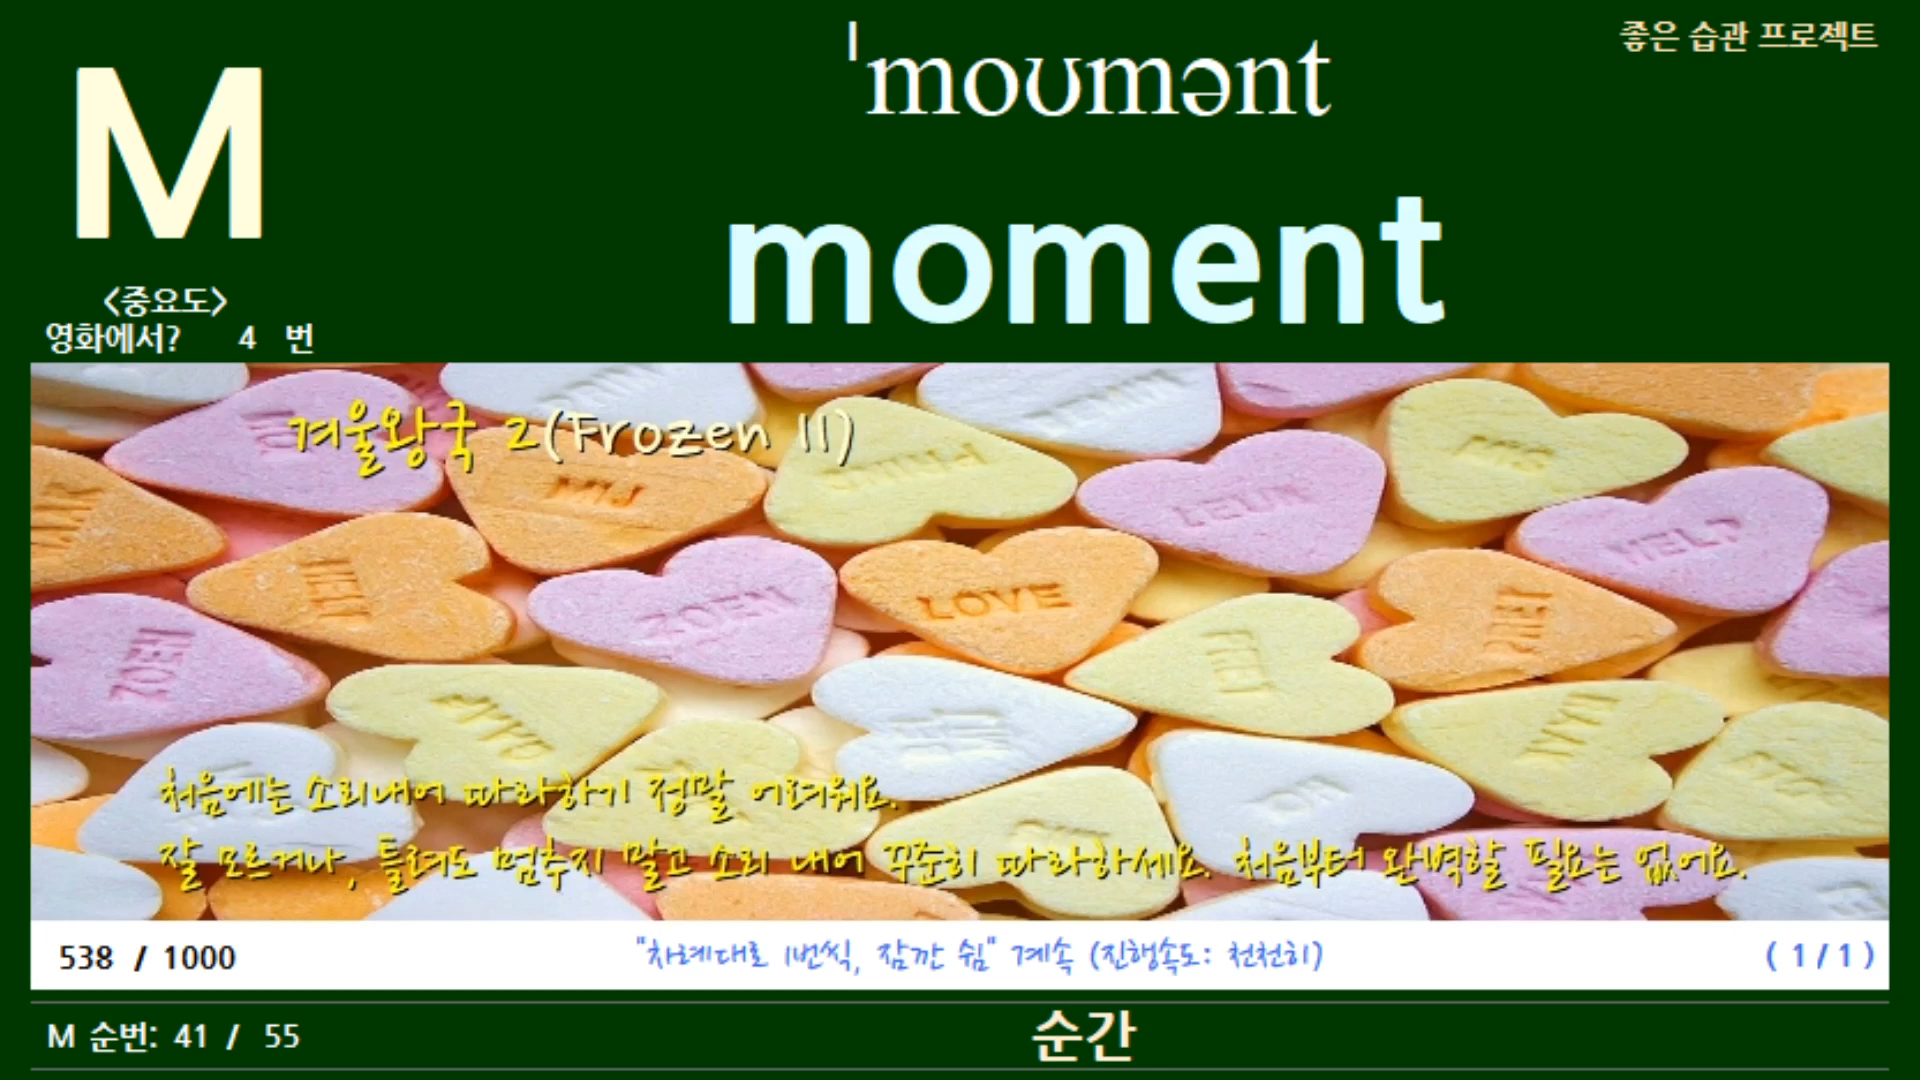 좋은 습관 프로젝트
M
ˈmoʊmənt
moment
<중요도>
영화에서? 4 번
겨울왕국 2(Frozen II)
MIJ
LEUK
HELP
ZOEN
LOVE
처음에는 소리내어 따라하기 정말 어려워요.
잘 모르거나, 틀려도 멈추지 말고 소리 내어 꾸준히 따라하세요. 처음부터 완벽할 필요는 없어요.
538 / 1000
"차례대로 1번씩, 잠깐 쉼" 계속 (진행속도: 천천히)
( 1 / 1 )
M 순번: 41 / 55
순간